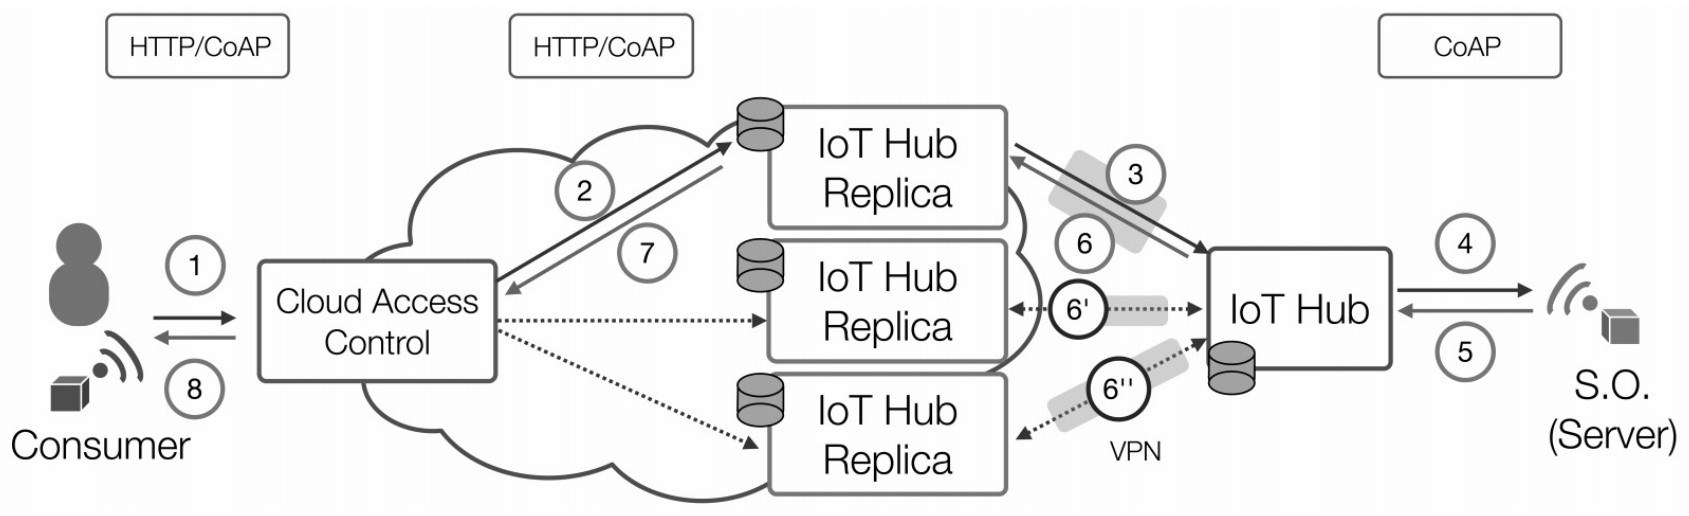 HTTP/CoAP
HTTP/CoAP
CoAP
IoT Hub
Replica
2
3
7
6
1
4
Cloud Access
Control
IoT Hub
Replica
6'
IoT Hub
8
5
IoT Hub
Replica
6''
VPN
Consumer
S.O.
(Server)